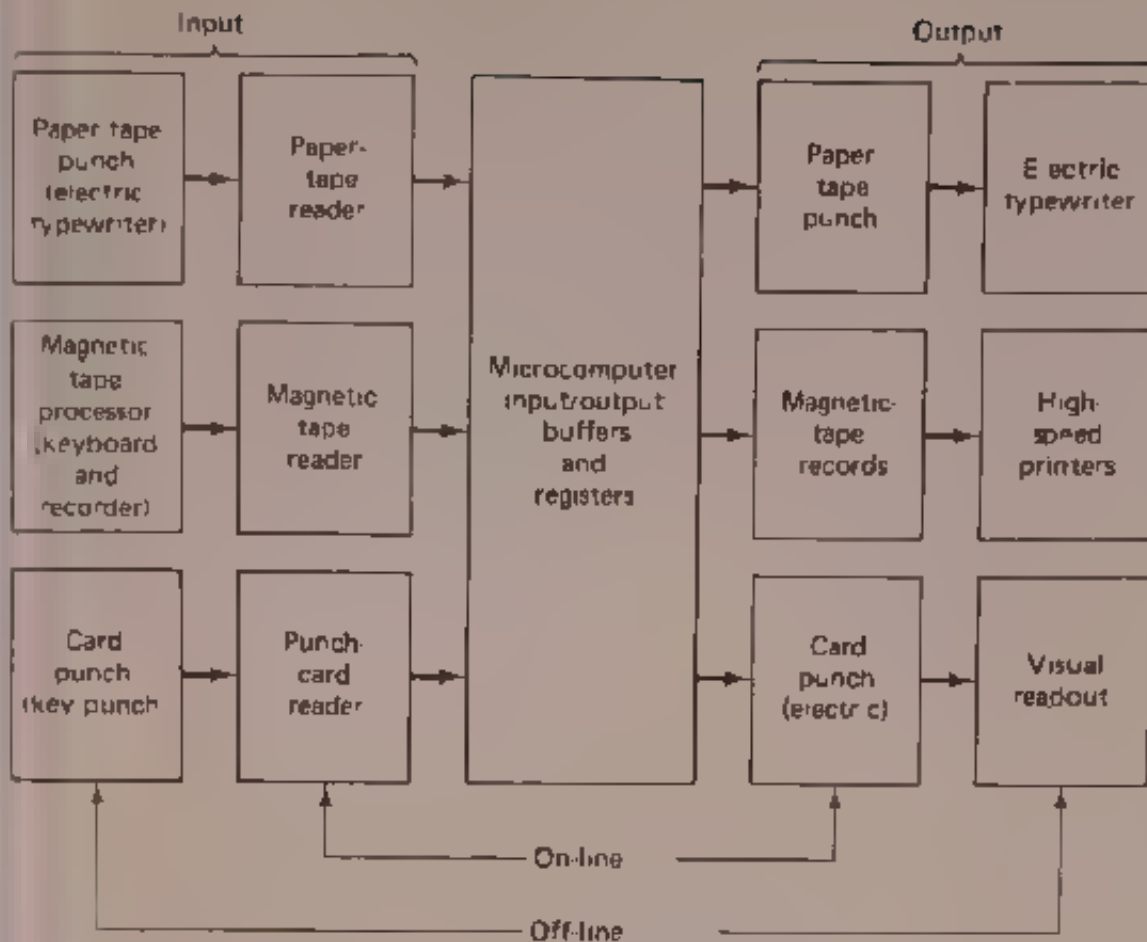 Input
Output
Paper tape
punch
(electric
typewriter)
Paper-
tape
reader
Paper
tape
punch
E ectric
typewriter
Magnetic
tape
processor
(keyboard
and
recorder)
Magnetic
tape
reader
Microcomputer
input/output
buffers
and
registers
Magnetic-
tape
records
High-
speed
printers
Card
punch
(key punch
Punch-
card
reader
Card
punch
(electr c)
Visual
readout
On-line
Off-line